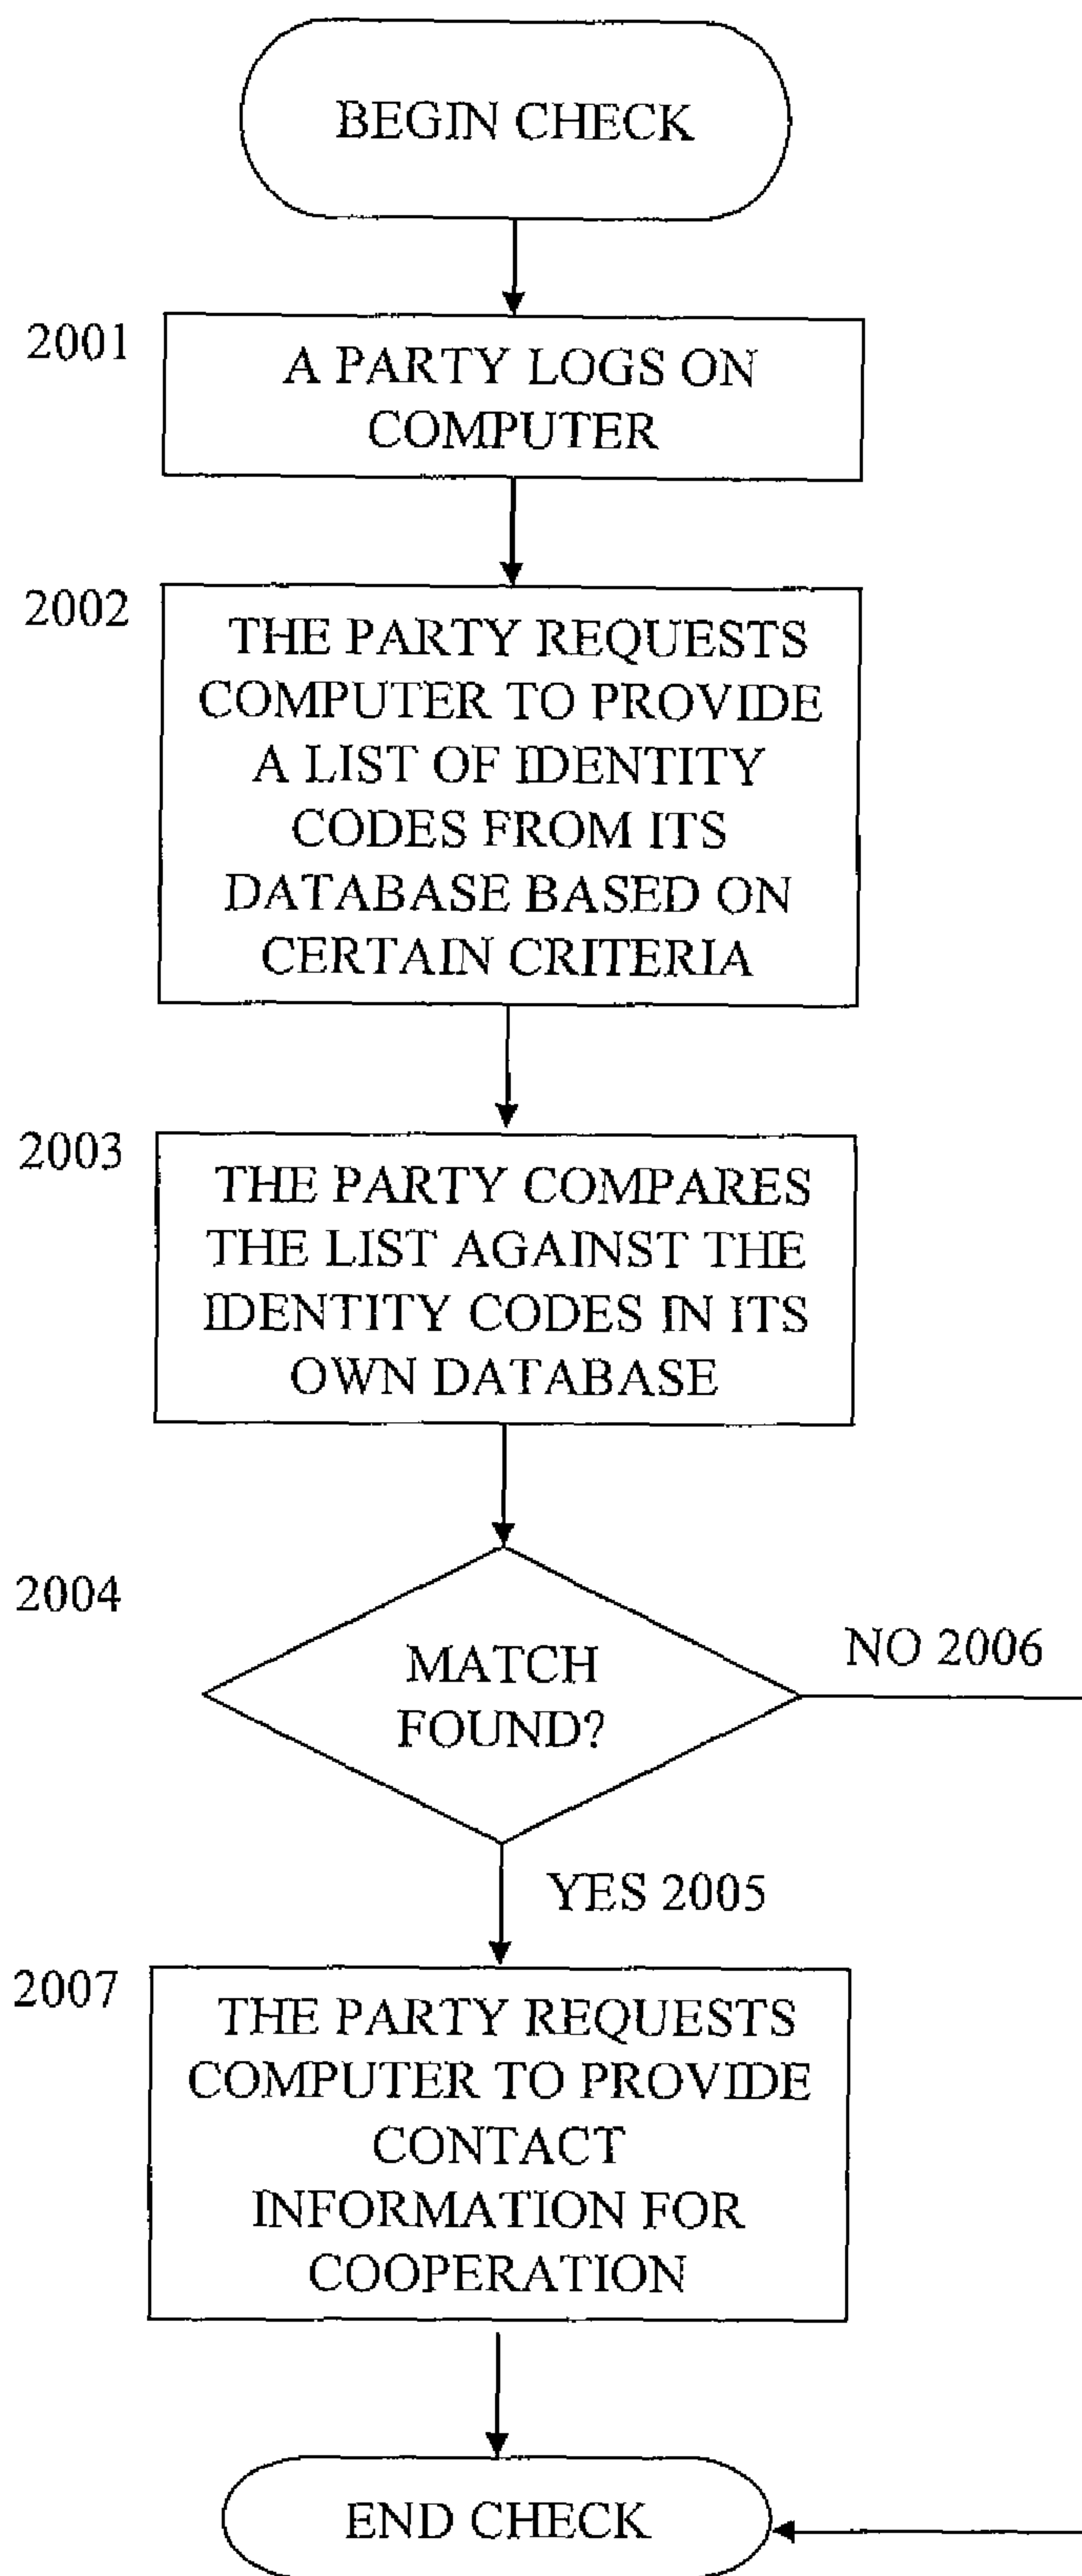 BEGIN CHECK
2001
A PARTY LOGS ON
COMPUTER
2002
THE PARTY REQUESTS
COMPUTER TO PROVIDE
A LIST OF IDENTITY
CODES FROM ITS
DATABASE BASED ON
CERTAIN CRITERIA
2003
THE PARTY COMPARES
THE LIST AGAINST THE
IDENTITY CODES IN ITS
OWN DATABASE
2004
MATCH
FOUND?
NO 2006
YES 2005
2007
THE PARTY REQUESTS
COMPUTER TO PROVIDE
CONTACT
INFORMATION FOR
COOPERATION
END CHECK